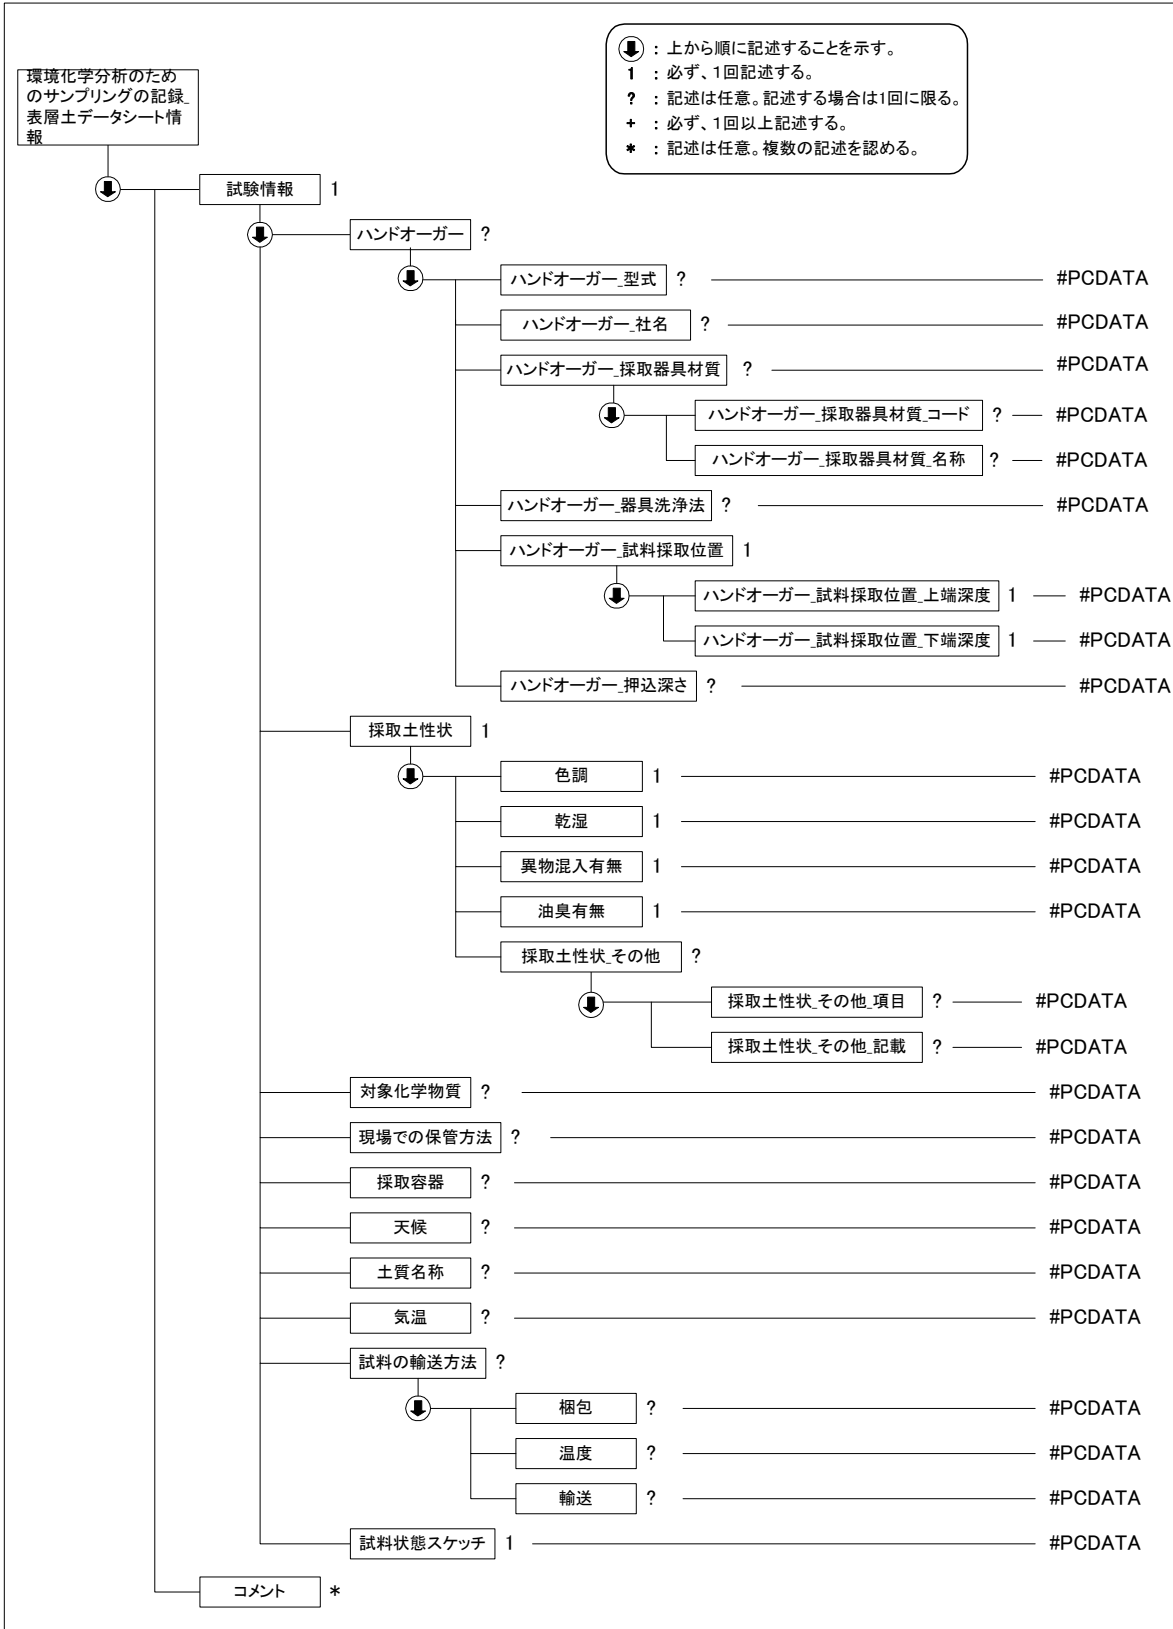 : 上から順に記述することを示す。
1 : 必ず、1回記述する。
? : 記述は任意。記述する場合は1回に限る。
+ : 必ず、1回以上記述する。
* : 記述は任意。複数の記述を認める。
環境化学分析のため
のサンプリングの記録_
表層土データシート情
報
試験情報 1
ハンドオーガー ?
ハンドオーガー_型式 ? #PCDATA
ハンドオーガー_社名 ? #PCDATA
ハンドオーガー_採取器具材質 ? #PCDATA
ハンドオーガー_採取器具材質_コード ? #PCDATA
ハンドオーガー_採取器具材質_名称 ? #PCDATA
ハンドオーガー_器具洗浄法 ? #PCDATA
ハンドオーガー_試料採取位置 1
ハンドオーガー_試料採取位置_上端深度 1 #PCDATA
ハンドオーガー_試料採取位置_下端深度 1 #PCDATA
ハンドオーガー_押込深さ ? #PCDATA
採取土性状 1
色調 1 #PCDATA
乾湿 1 #PCDATA
異物混入有無 1 #PCDATA
油臭有無 1 #PCDATA
採取土性状_その他 ?
採取土性状_その他_項目 ? #PCDATA
採取土性状_その他_記載 ? #PCDATA
対象化学物質 ? #PCDATA
現場での保管方法 ? #PCDATA
採取容器 ? #PCDATA
天候 ? #PCDATA
土質名称 ? #PCDATA
気温 ? #PCDATA
試料の輸送方法 ?
梱包 ? #PCDATA
温度 ? #PCDATA
輸送 ? #PCDATA
試料状態スケッチ 1 #PCDATA
コメント *